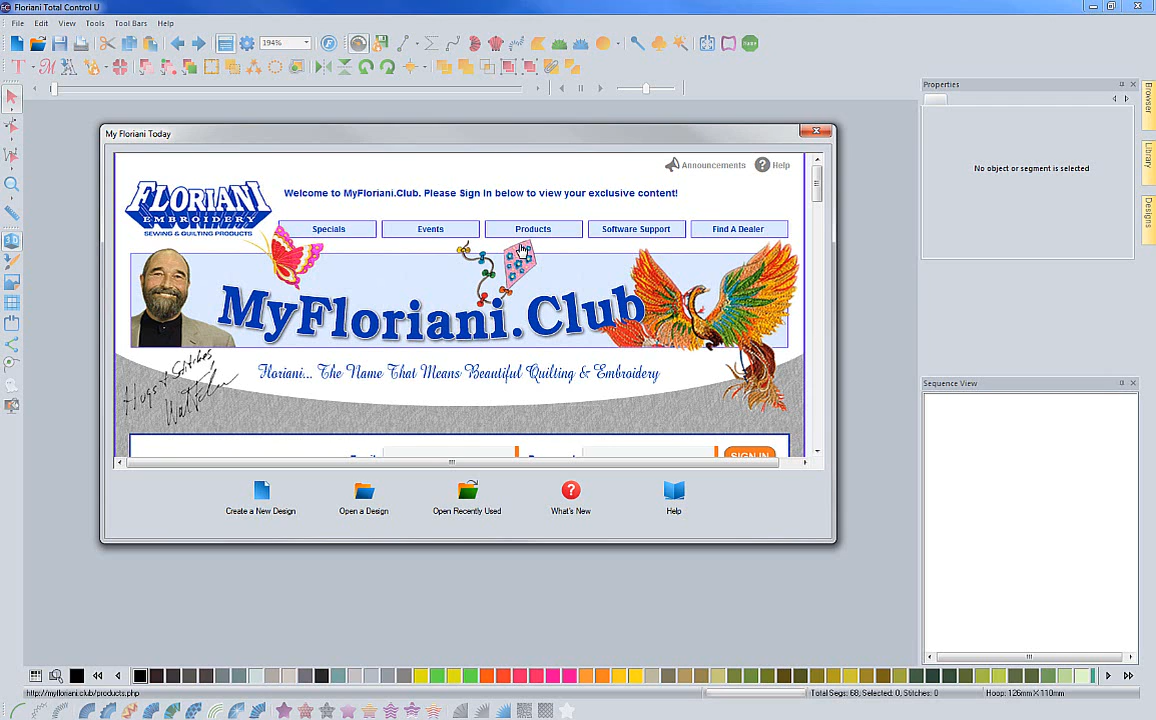 Floriani Total Control U
File Edit View Tools Tool Bars Help
194%
Properties
No object or segment is selected
Browser
Library
Designs
My Floriani Today
Announcements Help
FLORIANI
EMBROIDERY
SEWING & QUILTING PRODUCTS
Welcome to MyFloriani.Club. Please Sign In below to view your exclusive content!
Specials Events Products Software Support Find A Dealer
MyFloriani.Club
Floriani... The Name That Means Beautiful Quilting & Embroidery
Hugs & Stitches
SIGN IN
Create a New Design Open a Design Open Recently Used What's New Help
Sequence View
http://myfloriani.club/products.php
Total Segs: 68, Selected: 0, Stitches: 0
Hoop: 126mm X 110mm